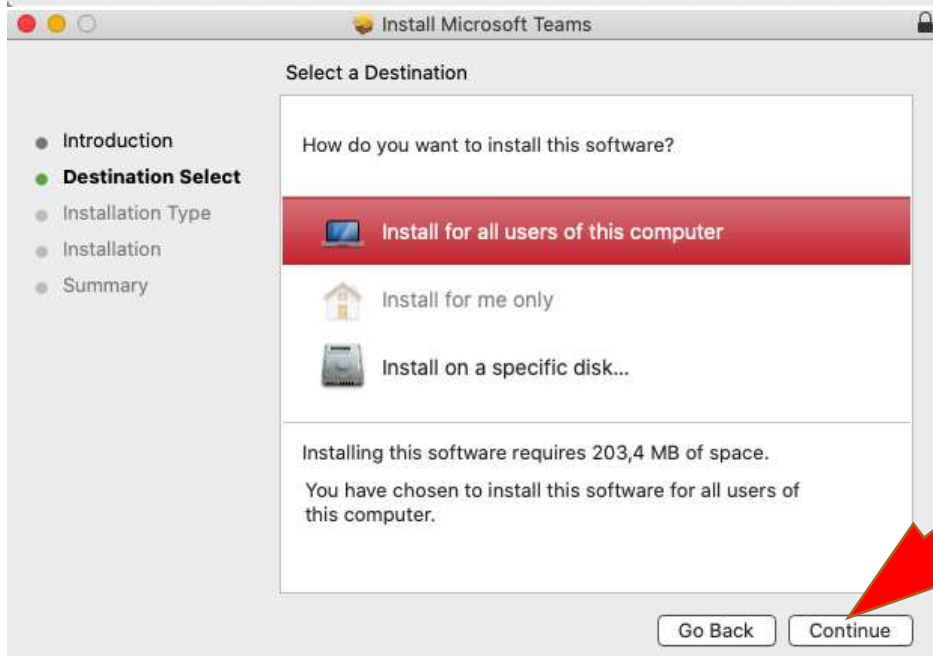 Install Microsoft Teams
Select a Destination
Introduction
Destination Select
Installation Type
Installation
Summary
How do you want to install this software?
Install for all users of this computer
Install for me only
Install on a specific disk...
Installing this software requires 203,4 MB of space.
You have chosen to install this software for all users of
this computer.
Go Back
Continue